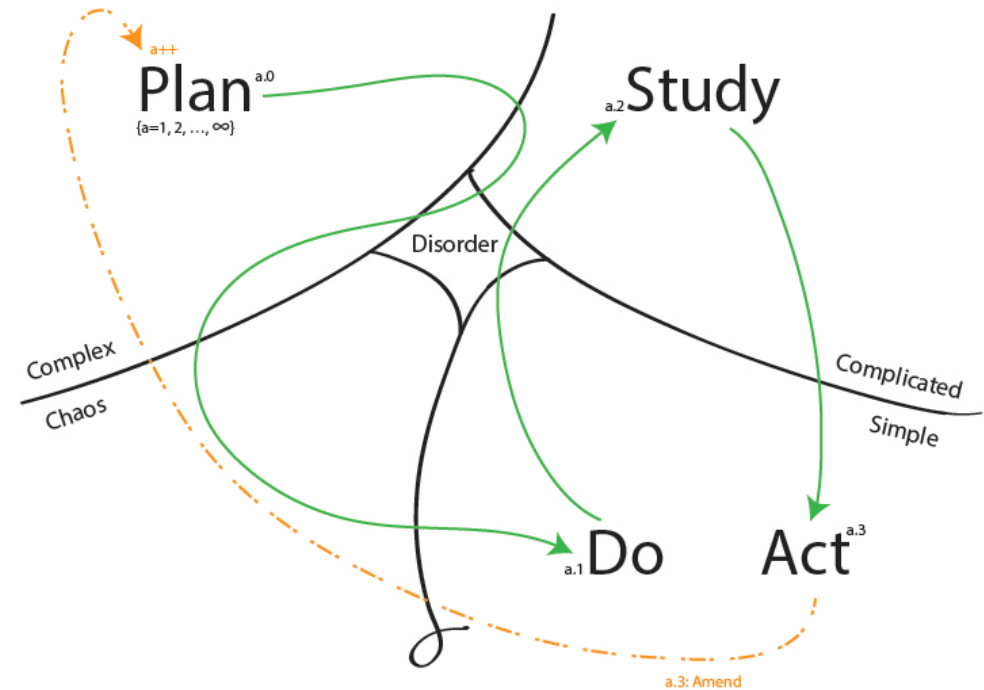 a++
Plan a.0
{a=1, 2, ..., ∞}
a.2 Study
Disorder
Complex
Chaos
Complicated
Simple
a.1 Do
Act a.3
a.3: Amend